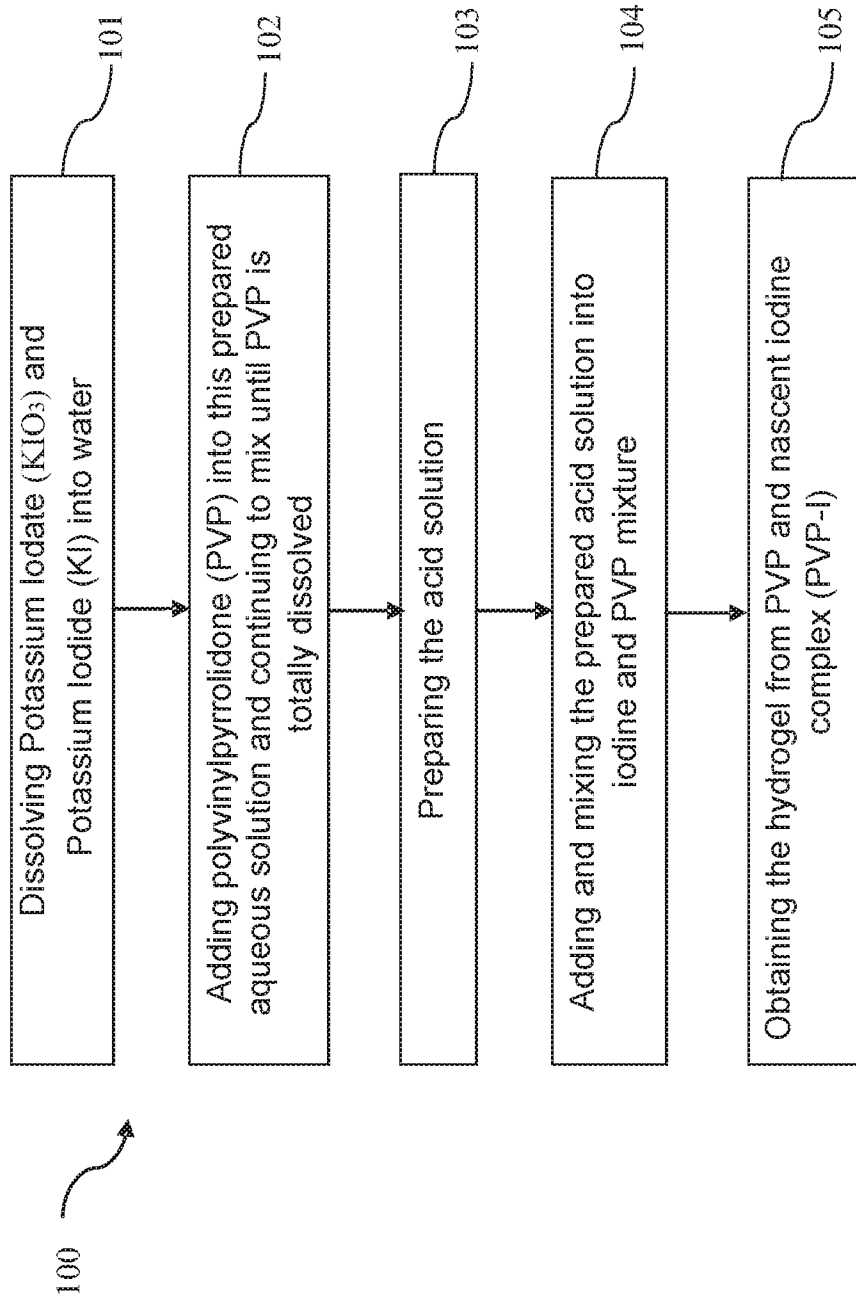 100
Dissolving Potassium Iodate (KIO₃) and
Potassium Iodide (KI) into water
101
Adding polyvinylpyrrolidone (PVP) into this prepared
aqueous solution and continuing to mix until PVP is
totally dissolved
102
Preparing the acid solution
103
Adding and mixing the prepared acid solution into
iodine and PVP mixture
104
Obtaining the hydrogel from PVP and nascent iodine
complex (PVP-I)
105